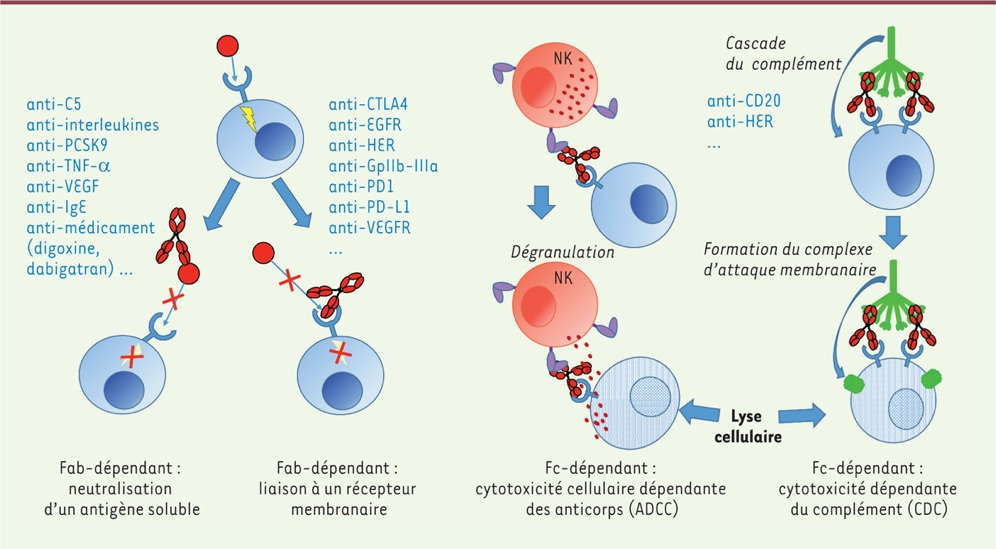 anti-C5
anti-interleukines
anti-PCSK9
anti-TNF-α
anti-VEGF
anti-IgE
anti-médicament
(digoxine,
dabigatran) ...
anti-CTLA4
anti-EGFR
anti-HER
anti-GpIIb-IIIa
anti-PD1
anti-PD-L1
anti-VEGFR
...
NK
Dégranulation
NK
Cascade
du complément
anti-CD20
anti-HER
...
Formation du complexe
d’attaque membranaire
Lyse
cellulaire
Fab-dépendant :
neutralisation
d’un antigène soluble
Fab-dépendant :
liaison à un récepteur
membranaire
Fc-dépendant :
cytotoxicité cellulaire dépendante
des anticorps (ADCC)
Fc-dépendant :
cytotoxicité dépendante
du complément (CDC)